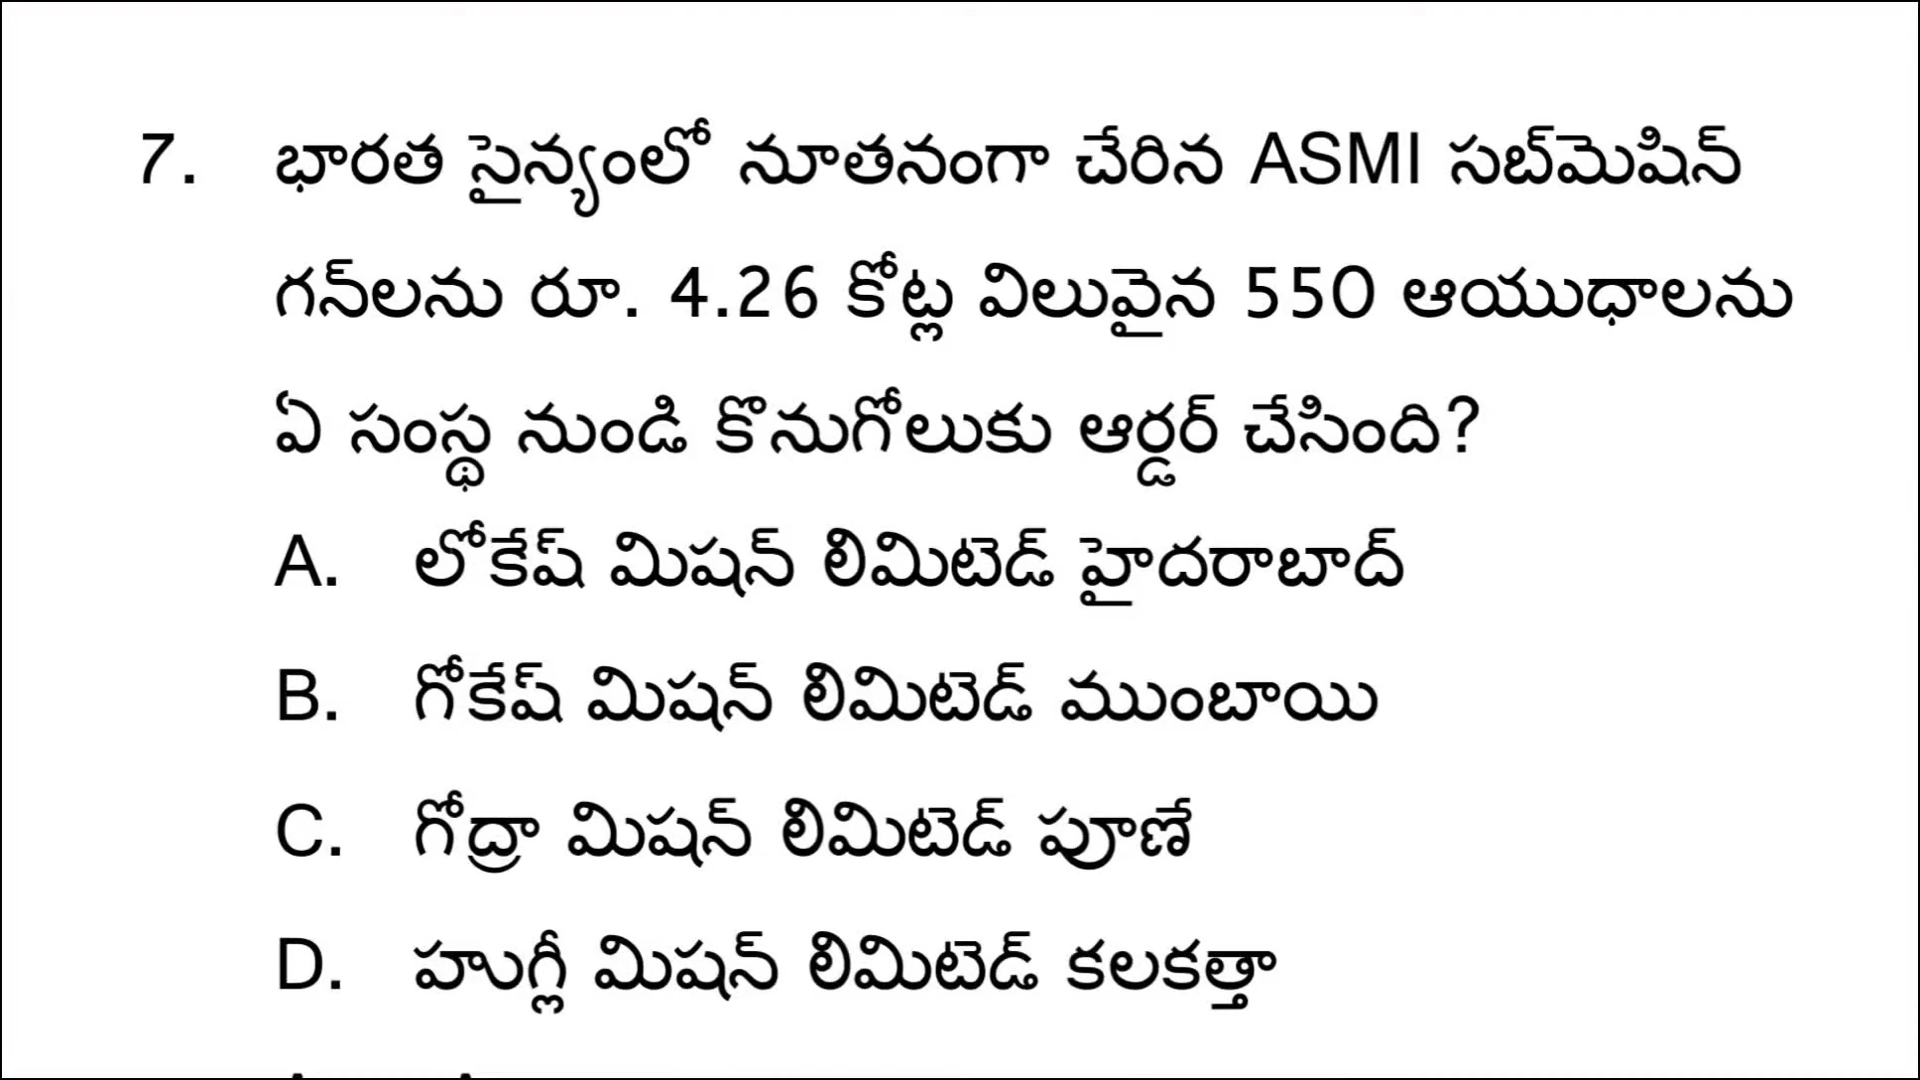 7. భారత సైన్యంలో నూతనంగా చేరిన ASMI సబ్‌మెషిన్
గన్‌లను రూ. 4.26 కోట్ల విలువైన 550 ఆయుధాలను
ఏ సంస్థ నుండి కొనుగోలుకు ఆర్డర్ చేసింది?
A. లోకేష్ మిషన్ లిమిటెడ్ హైదరాబాద్
B. గోకేష్ మిషన్ లిమిటెడ్ ముంబాయి
C. గోద్రా మిషన్ లిమిటెడ్ పూణే
D. హుగ్లీ మిషన్ లిమిటెడ్ కలకత్తా